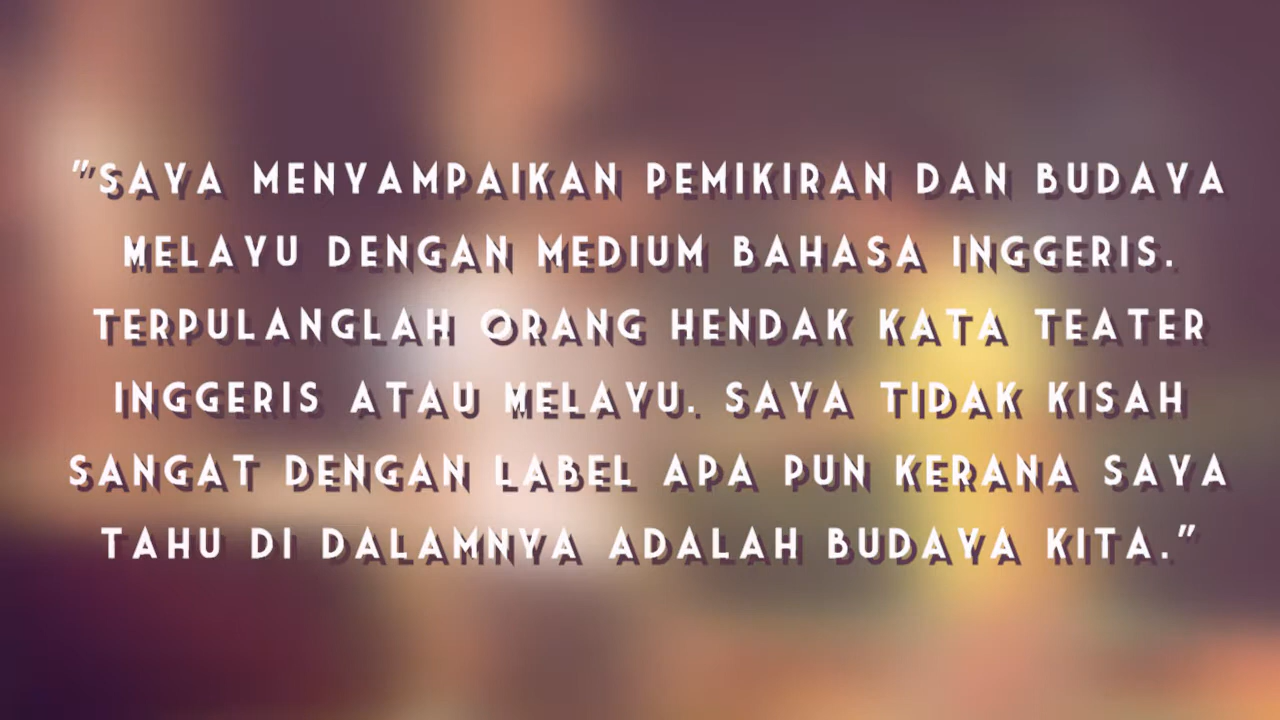 "SAYA MENYAMPAIKAN PEMIKIRAN DAN BUDAYA
MELAYU DENGAN MEDIUM BAHASA INGGERIS.
TERPULANGLAH ORANG HENDAK KATA TEATER
INGGERIS ATAU MELAYU. SAYA TIDAK KISAH
SANGAT DENGAN LABEL APA PUN KERANA SAYA
TAHU DI DALAMNYA ADALAH BUDAYA KITA."